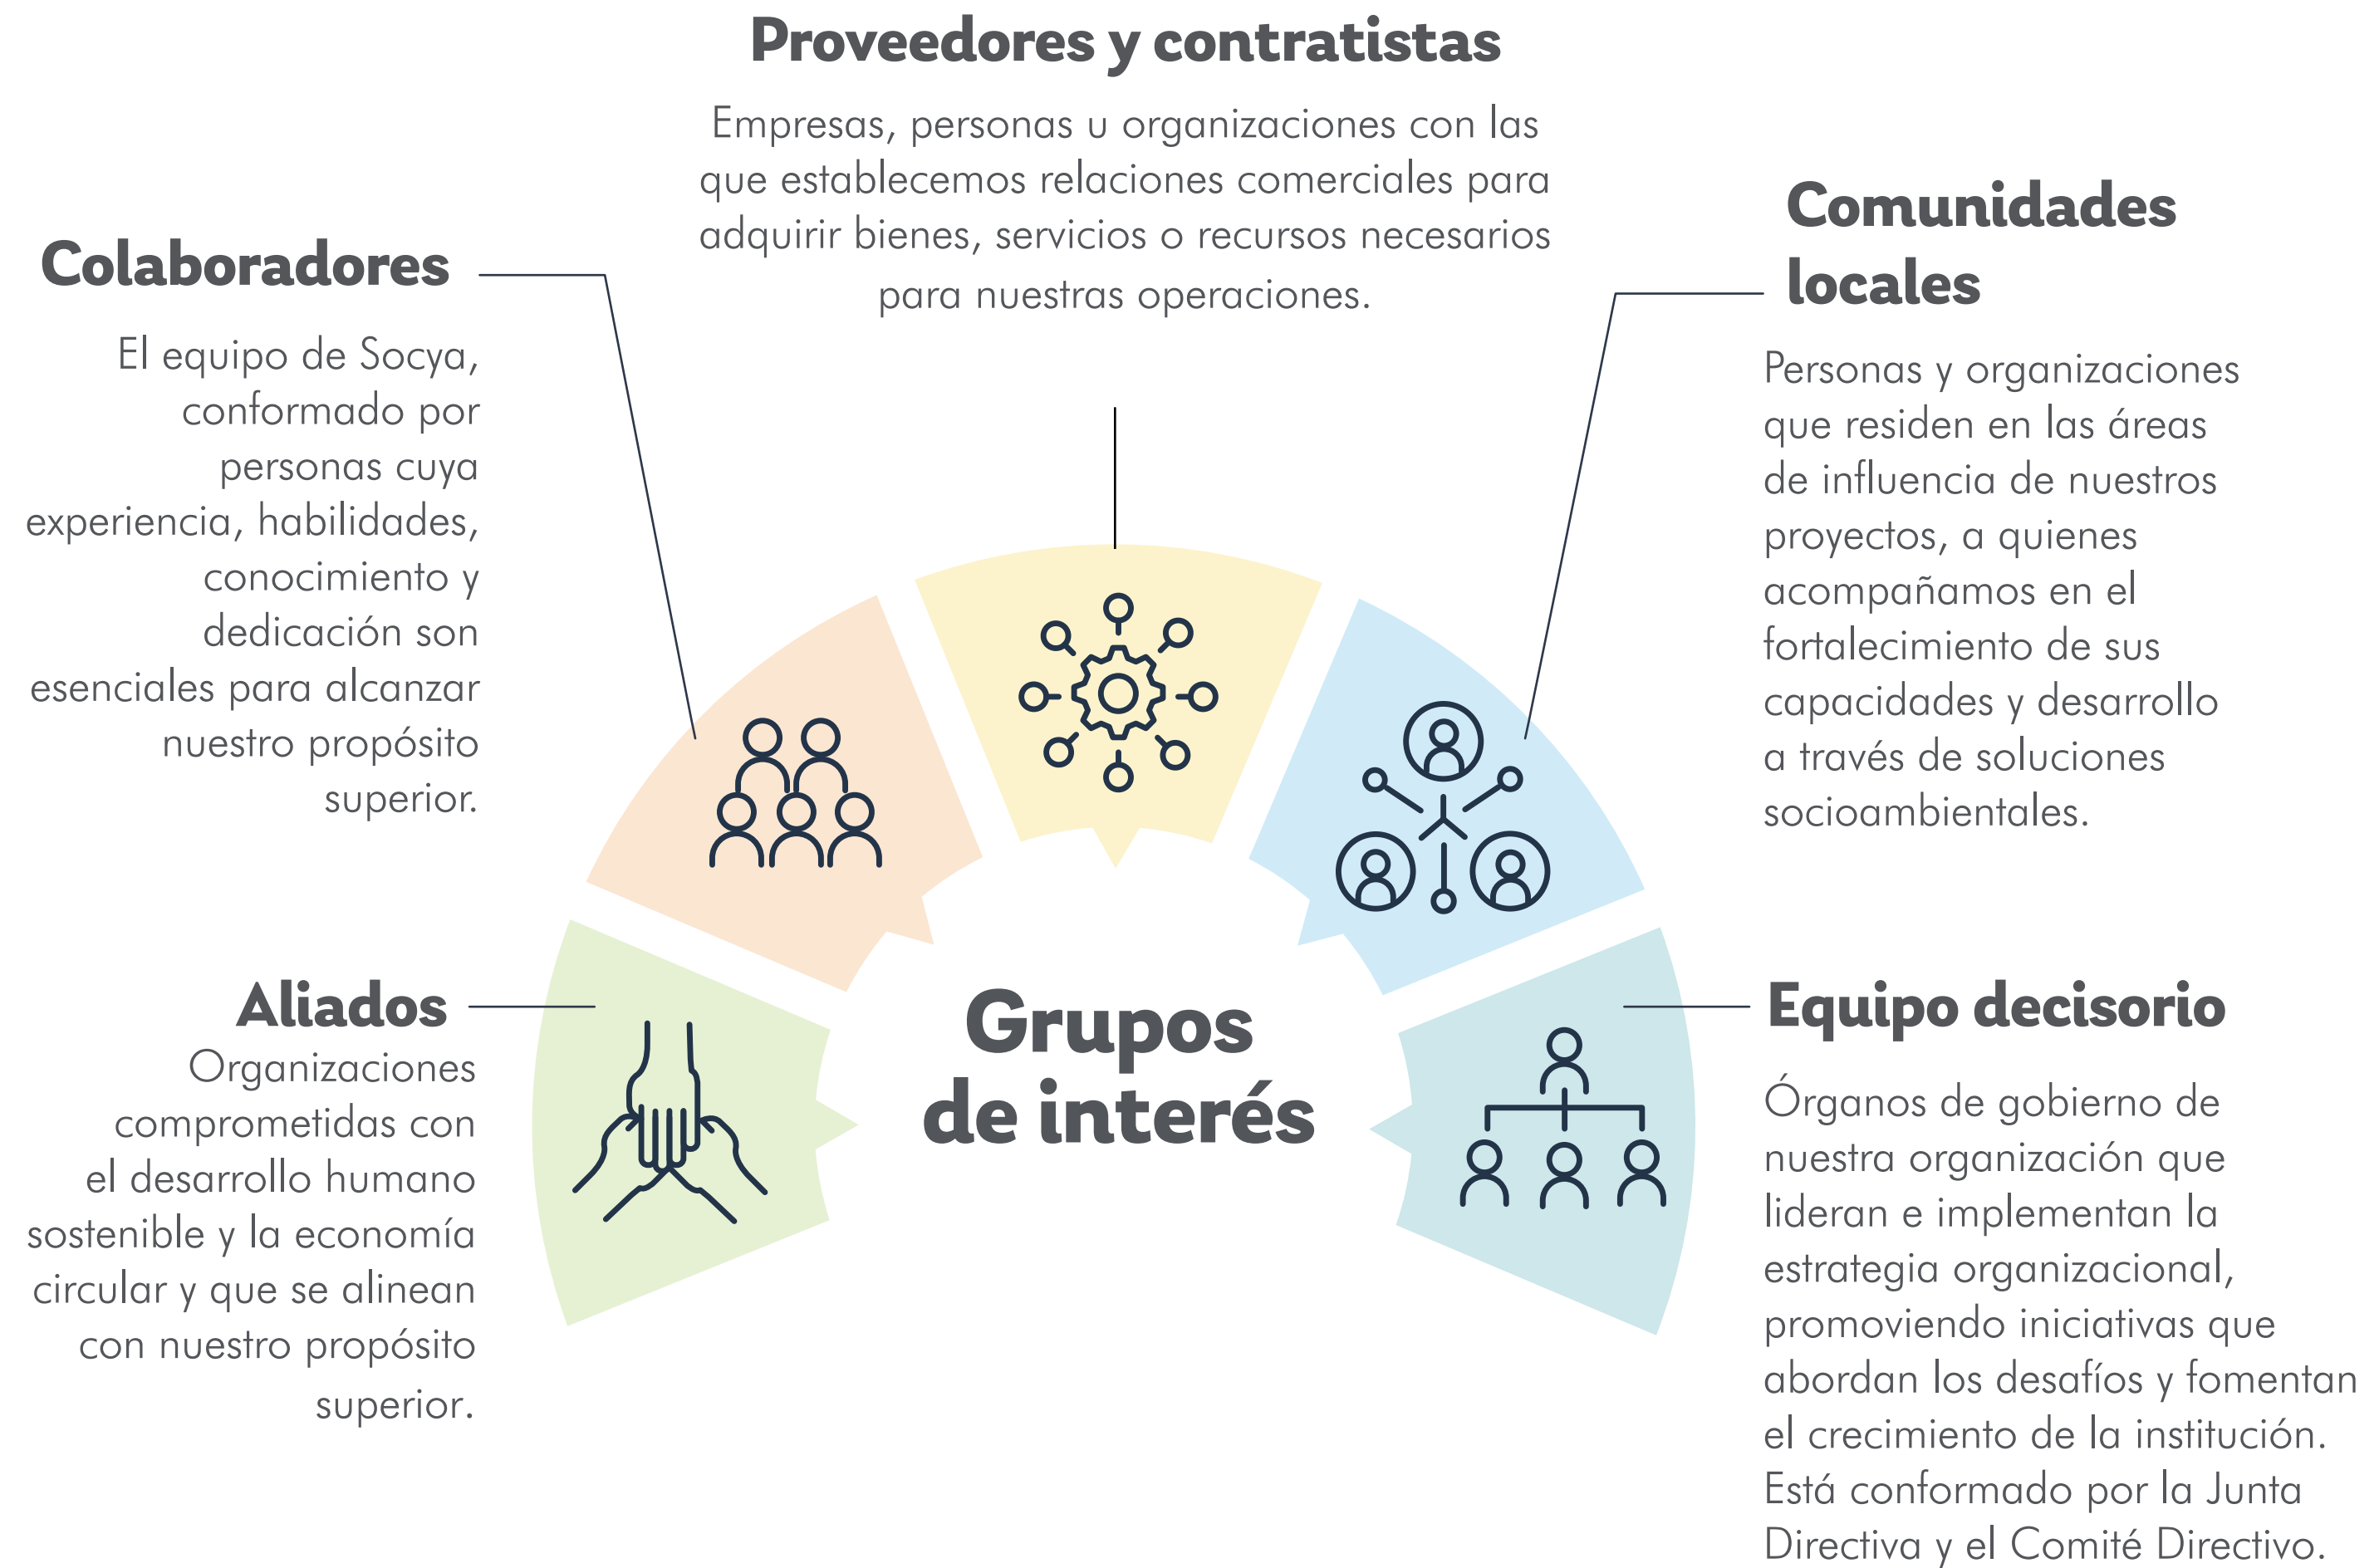 Proveedores y contratistas
Empresas, personas u organizaciones con las
que establecemos relaciones comerciales para
adquirir bienes, servicios o recursos necesarios
para nuestras operaciones.
Colaboradores
El equipo de Socya,
conformado por
personas cuya
experiencia, habilidades,
conocimiento y
dedicación son
esenciales para alcanzar
nuestro propósito
superior.
Comunidades
locales
Personas y organizaciones
que residen en las áreas
de influencia de nuestros
proyectos, a quienes
acompañamos en el
fortalecimiento de sus
capacidades y desarrollo
a través de soluciones
socioambientales.
Aliados
Organizaciones
comprometidas con
el desarrollo humano
sostenible y la economía
circular y que se alinean
con nuestro propósito
superior.
Grupos
de interés
Equipo decisorio
Órganos de gobierno de
nuestra organización que
lideran e implementan la
estrategia organizacional,
promoviendo iniciativas que
abordan los desafíos y fomentan
el crecimiento de la institución.
Está conformado por la Junta
Directiva y el Comité Directivo.